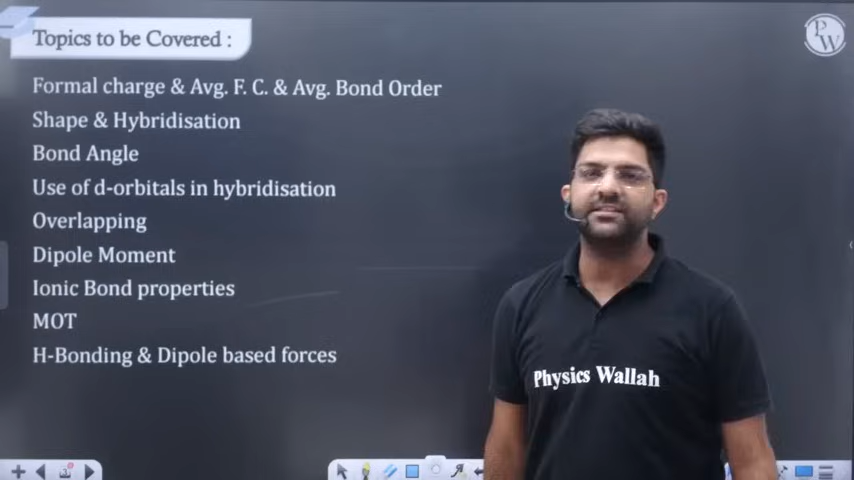 Topics to be Covered :
PW
Formal charge & Avg. F. C. & Avg. Bond Order
Shape & Hybridisation
Bond Angle
Use of d-orbitals in hybridisation
Overlapping
Dipole Moment
Ionic Bond properties
MOT
H-Bonding & Dipole based forces
Physics Wallah